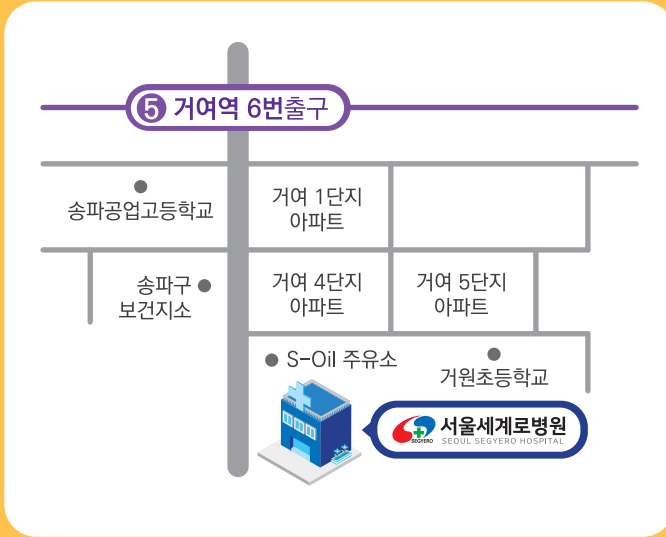 5 거여역 6번출구
송파공업고등학교
거여 1단지
아파트
송파구
보건지소
거여 4단지
아파트
거여 5단지
아파트
S-Oil 주유소
거원초등학교
SEGYERO
서울세계로병원
SEOUL SEGYERO HOSPITAL